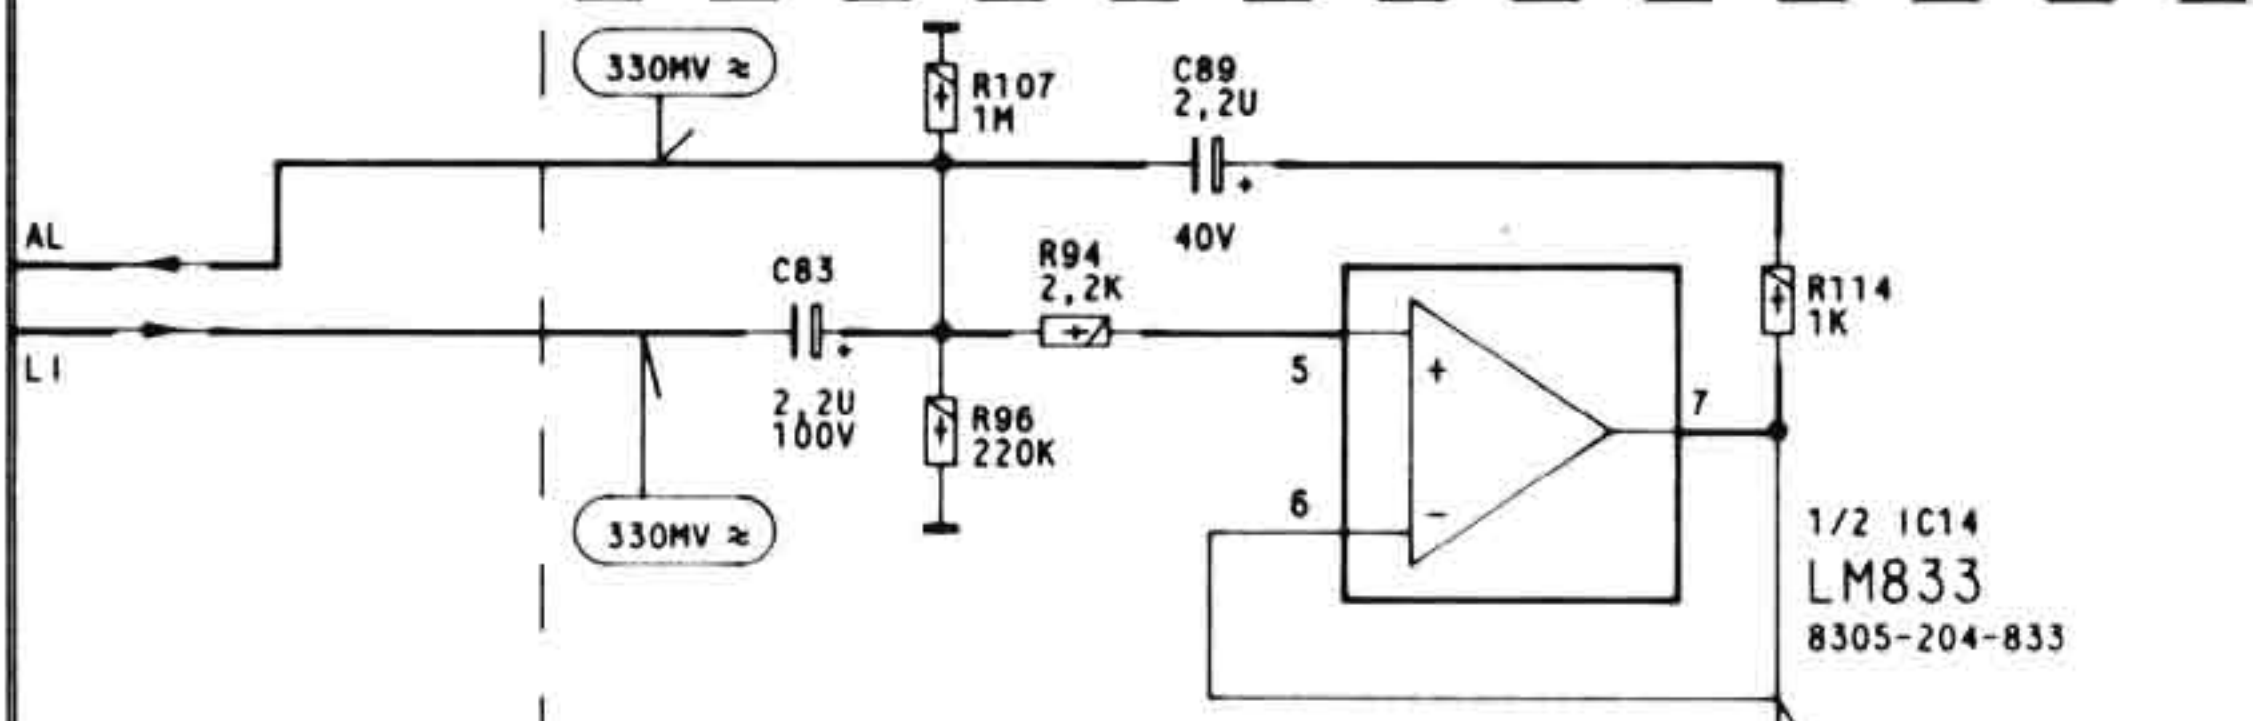 330MV ≈
R107
1M
C89
2,2U
40V
AL
C83
R94
2,2K
R114
1K
LI
2,2U
100V
R96
220K
5
+
7
6
-
330MV ≈
1/2 IC14
LM833
8305-204-833